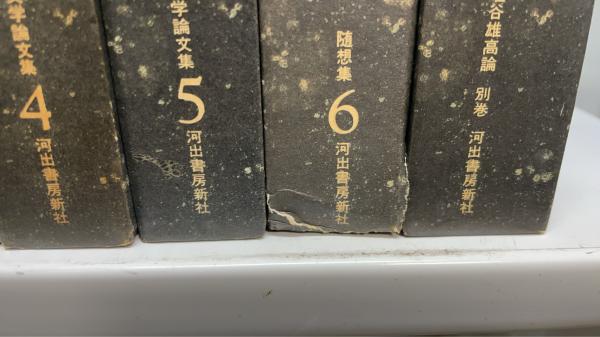 学論文集 4 河出書房新社
学論文集 5 河出書房新社
随想集 6 河出書房新社
谷雄高論 別巻 河出書房新社